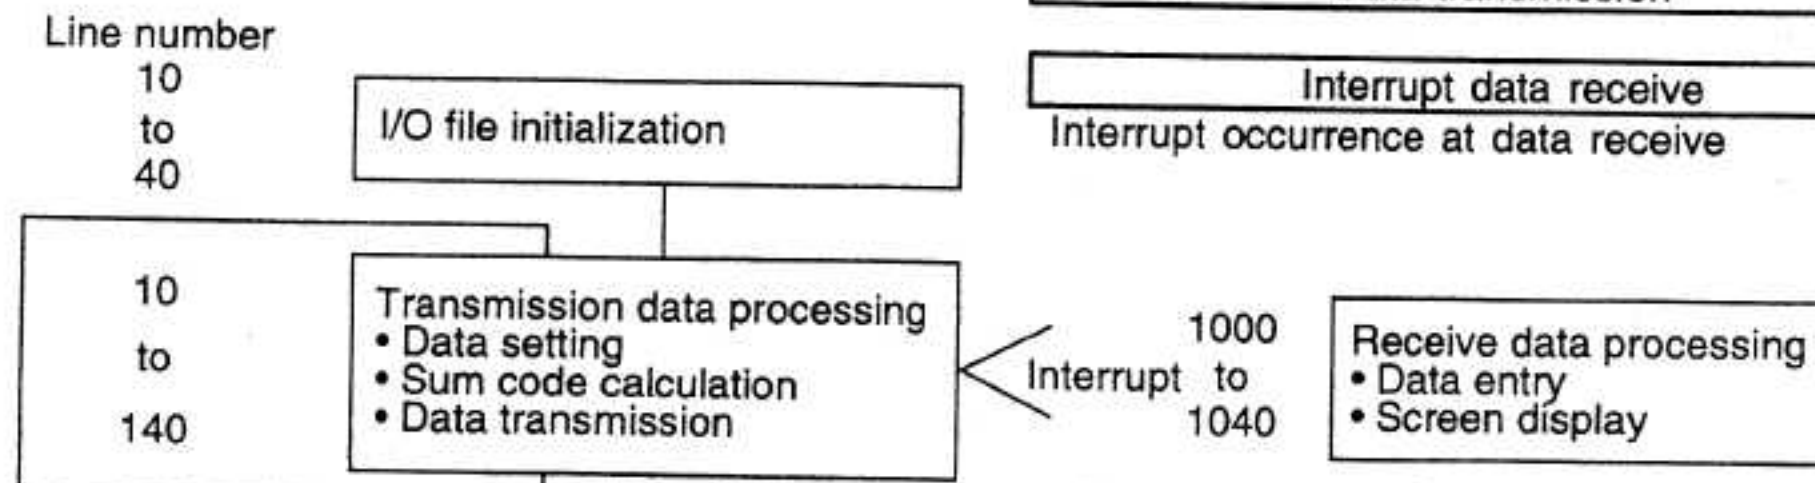 Line number
10
to
40
I/O file initialization
Interrupt data receive
Interrupt occurrence at data receive
10
to
140
Transmission data processing
• Data setting
• Sum code calculation
• Data transmission
Interrupt
1000
to
1040
Receive data processing
• Data entry
• Screen display